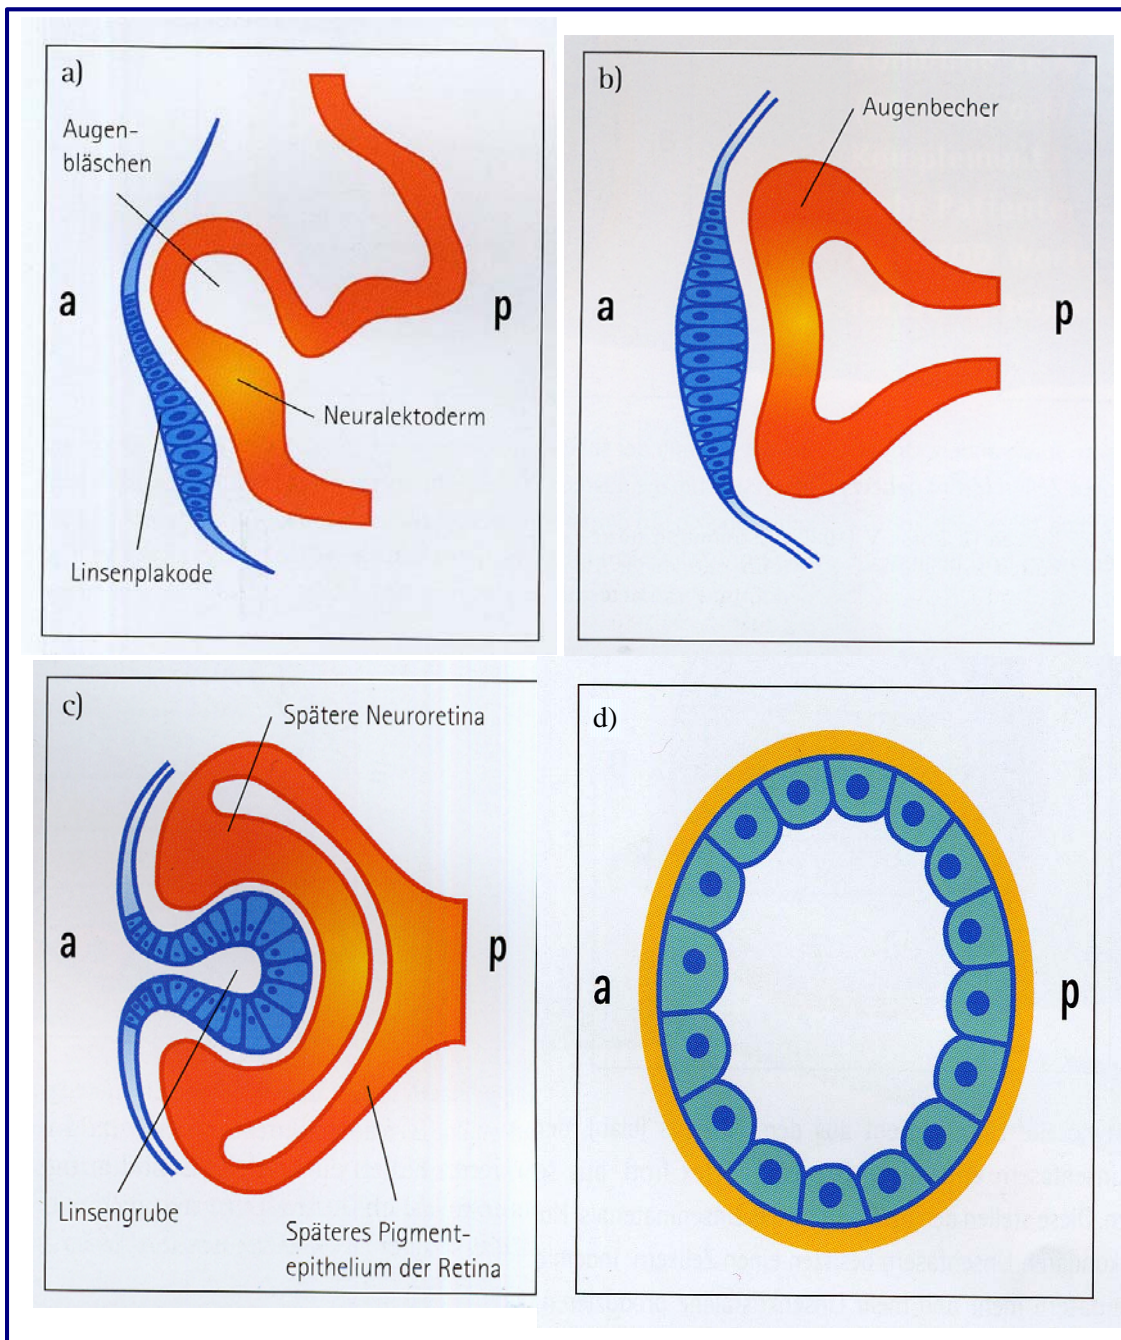 a)
Augen-
bläschen
a
p
Neuralektoderm
Linsenplakode
b)
Augenbecher
a
p
c)
Spätere Neuroretina
a
p
Linsengrube
Späteres Pigment-
epithelium der Retina
d)
a
p